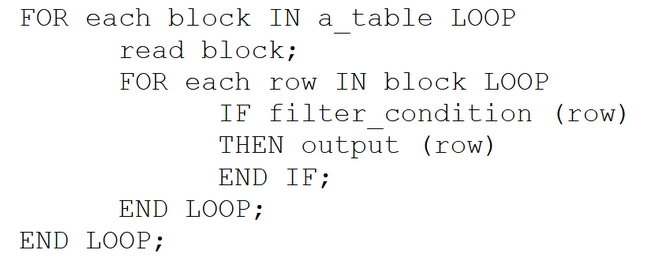 FOR each block IN a_table LOOP
read block;
FOR each row IN block LOOP
IF filter_condition (row)
THEN output (row)
END IF;
END LOOP;
END LOOP;